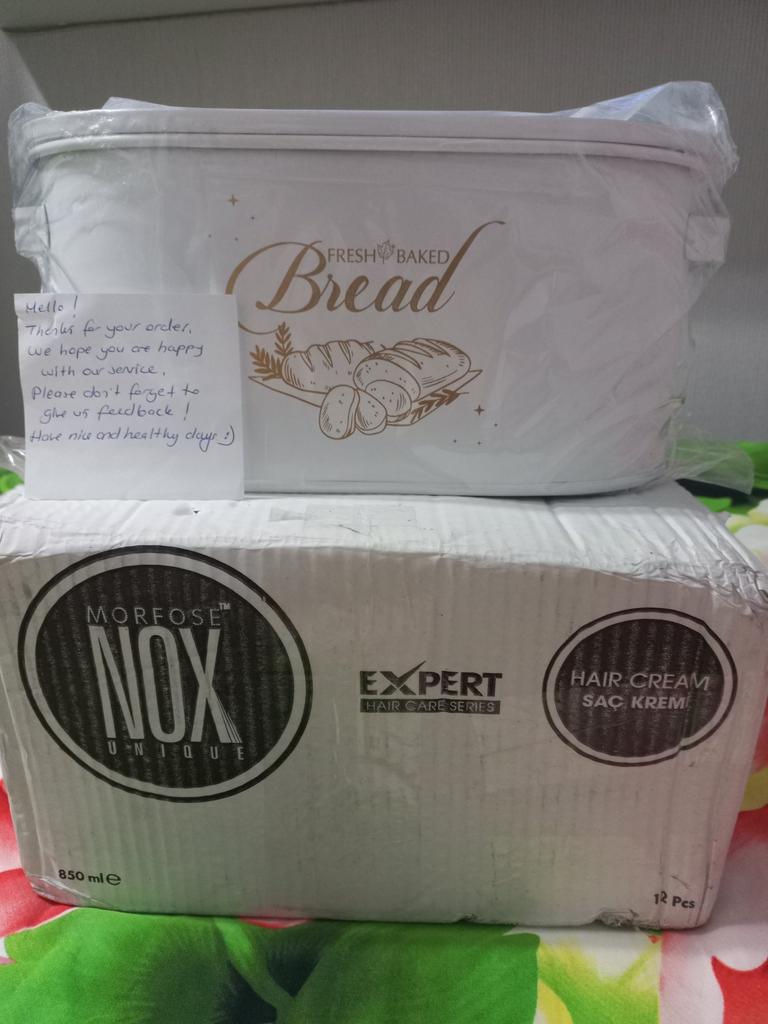 FRESH BAKED
Bread
Hello!
Thanks for your order.
We hope you are happy
with our service.
Please don't forget to
give us feedback!
Have nice and healthy days :)
MORFOSE™
NOX
UNIQUE
EXPERT
HAIR CARE SERIES
HAIR CREAM
SAÇ KREMİ
850 ml ℮
12 Pcs